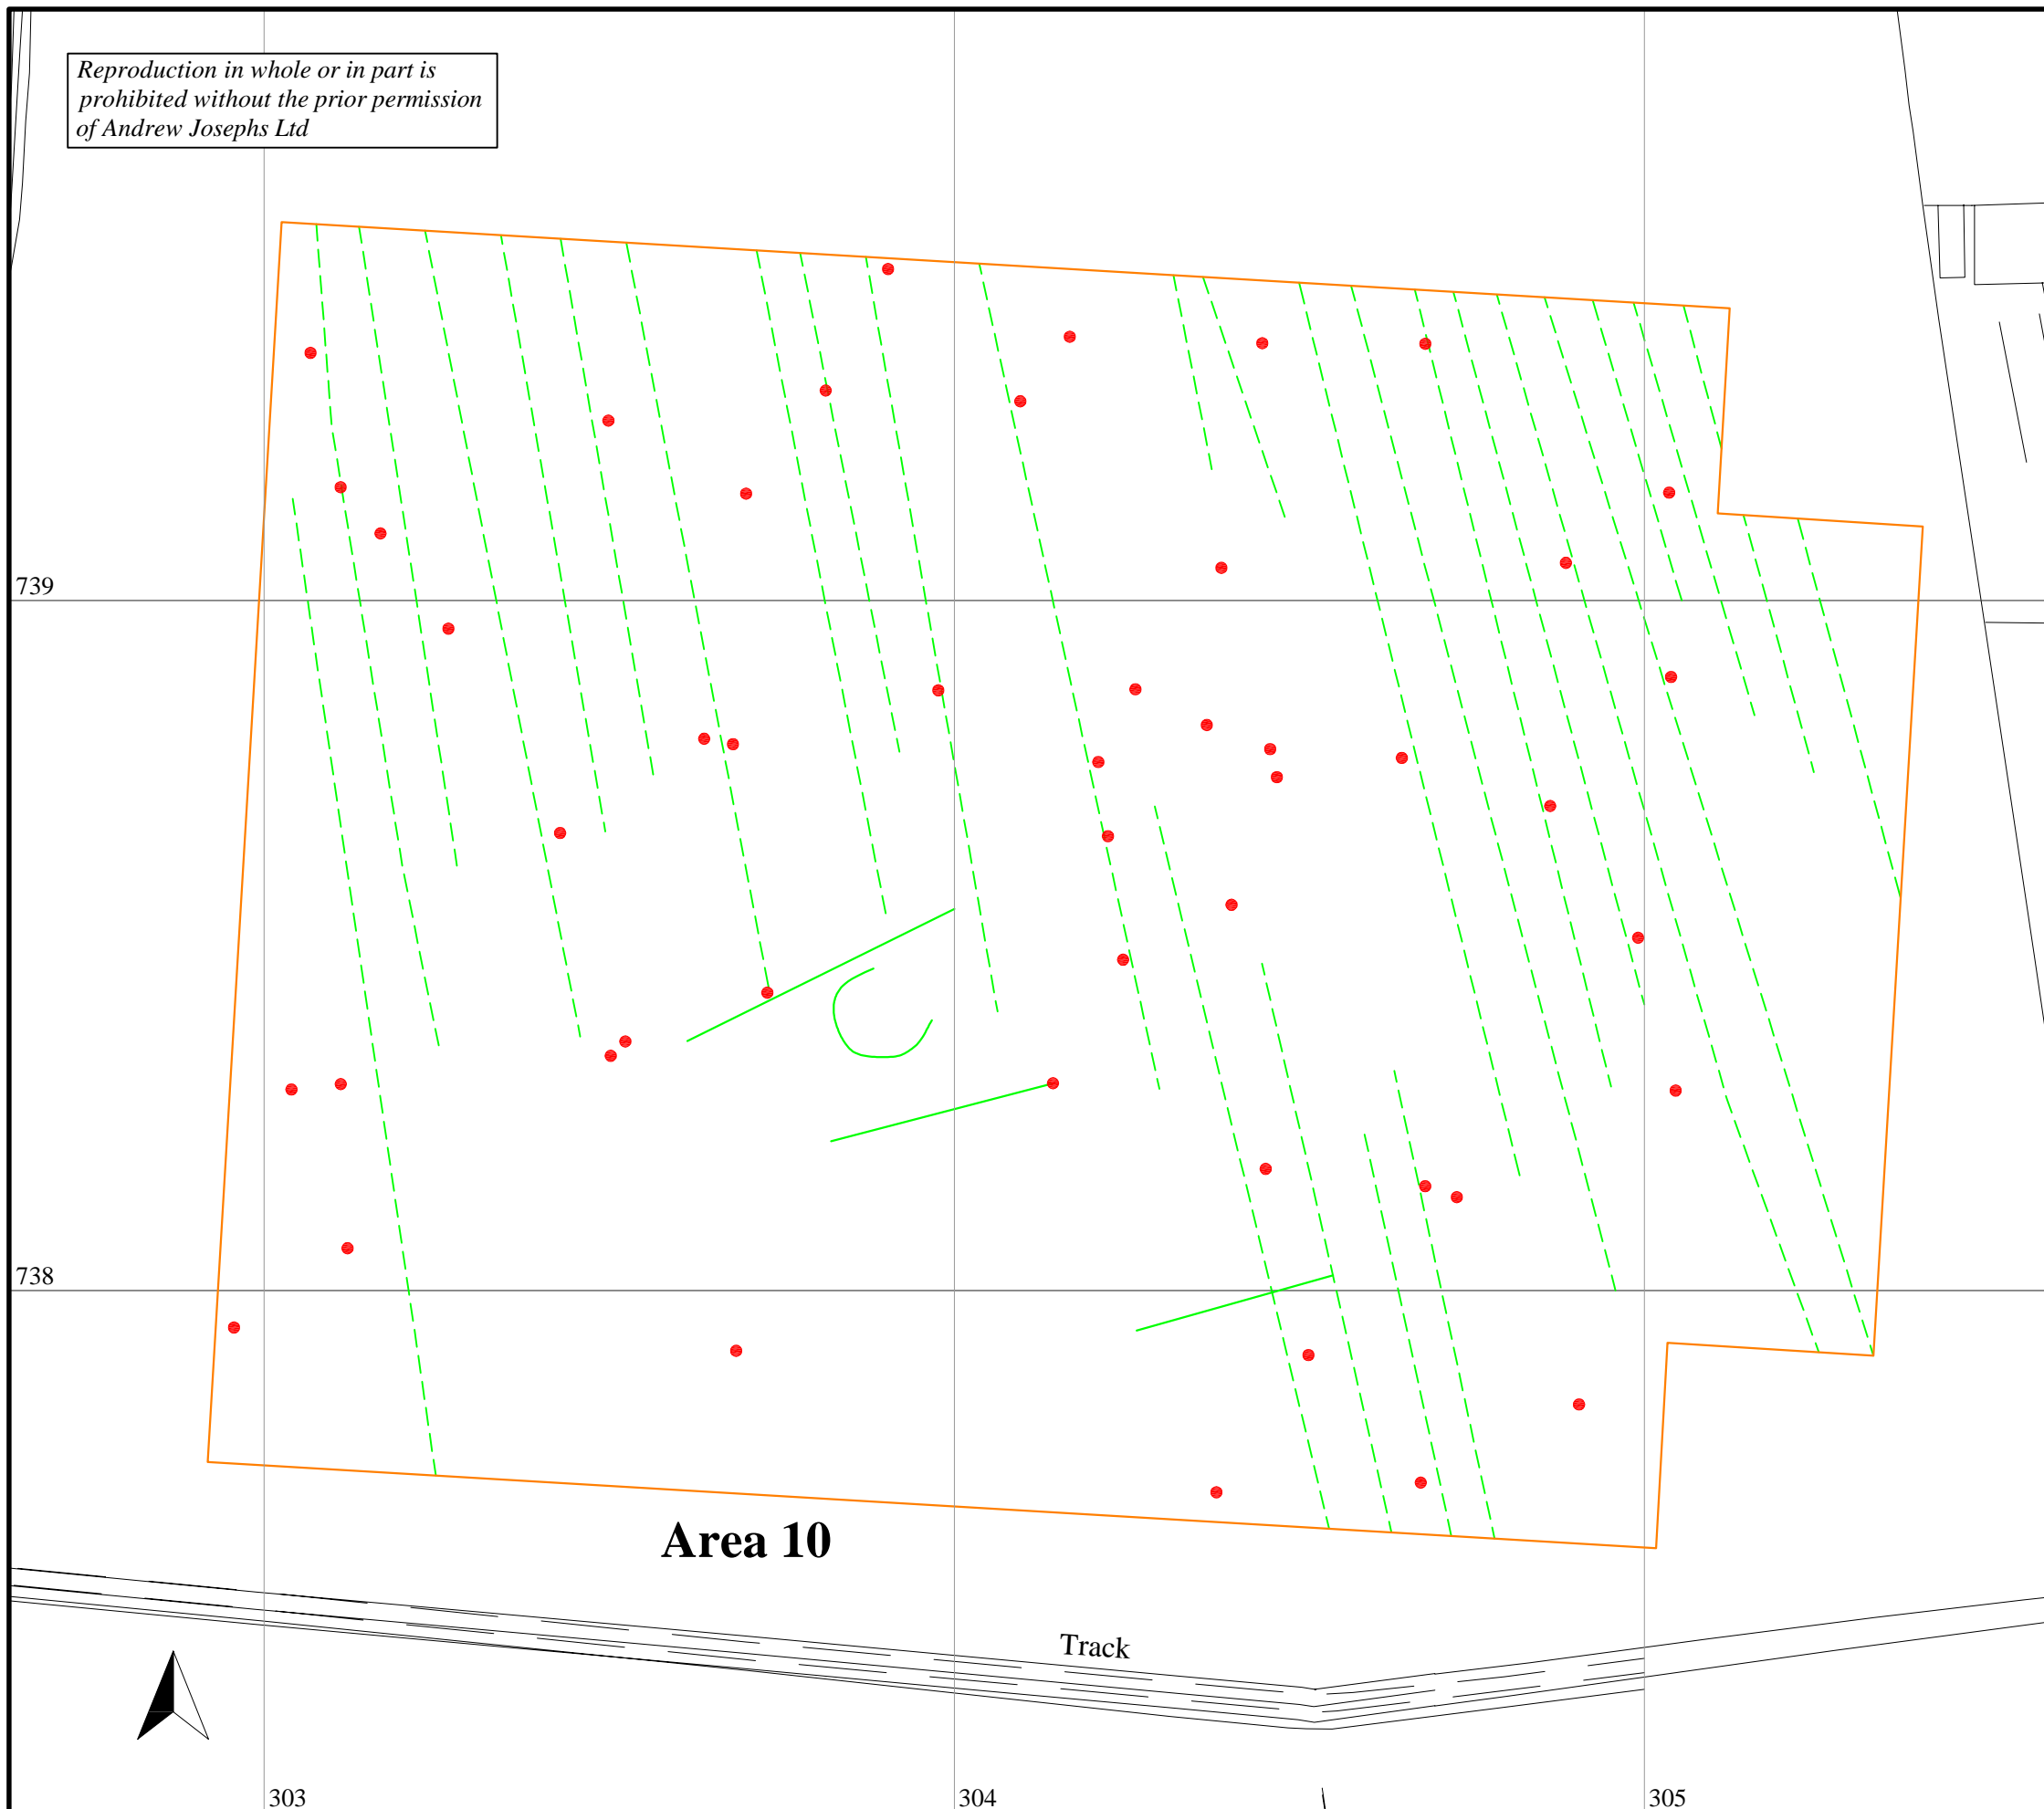 Reproduction in whole or in part is
prohibited without the prior permission
of Andrew Josephs Ltd
739
738
Area 10
Track
303
304
305